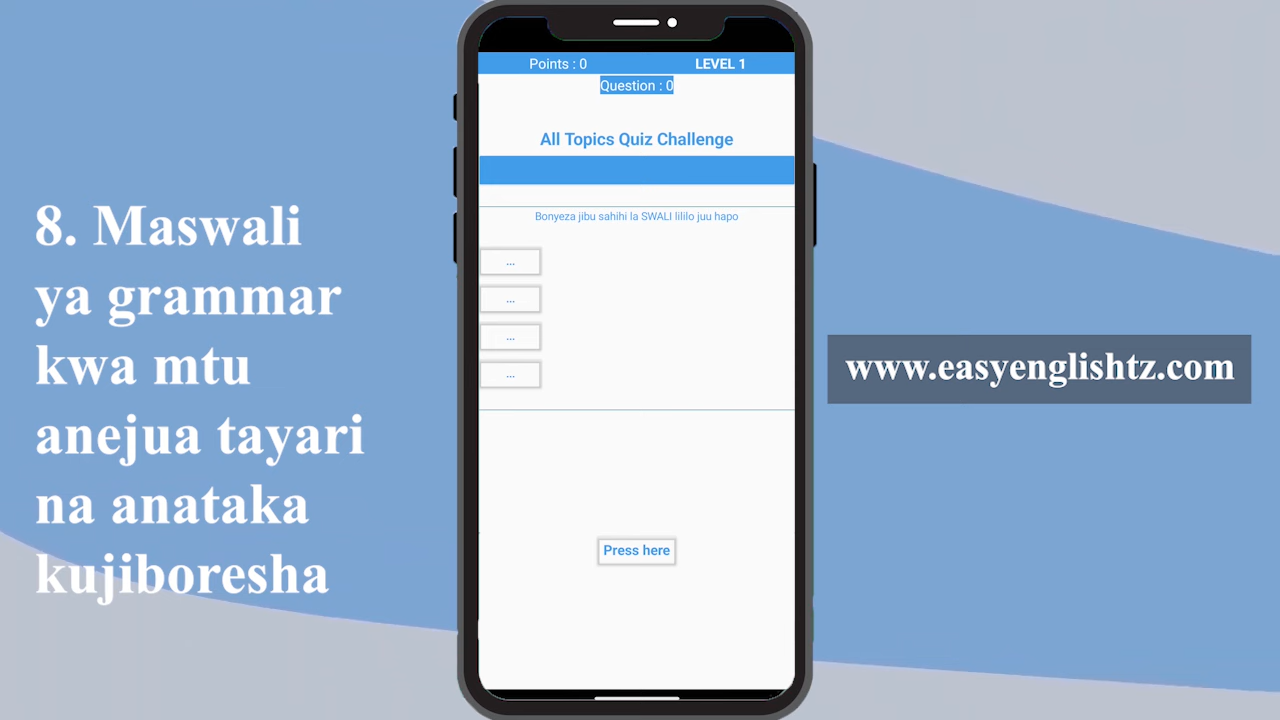 8. Maswali
ya grammar
kwa mtu
anejua tayari
na anataka
kujiboresha
Points : 0
LEVEL 1
Question : 0
All Topics Quiz Challenge
Bonyeza jibu sahihi la SWALI lililo juu hapo
...
...
...
...
Press here
www.easyenglishtz.com